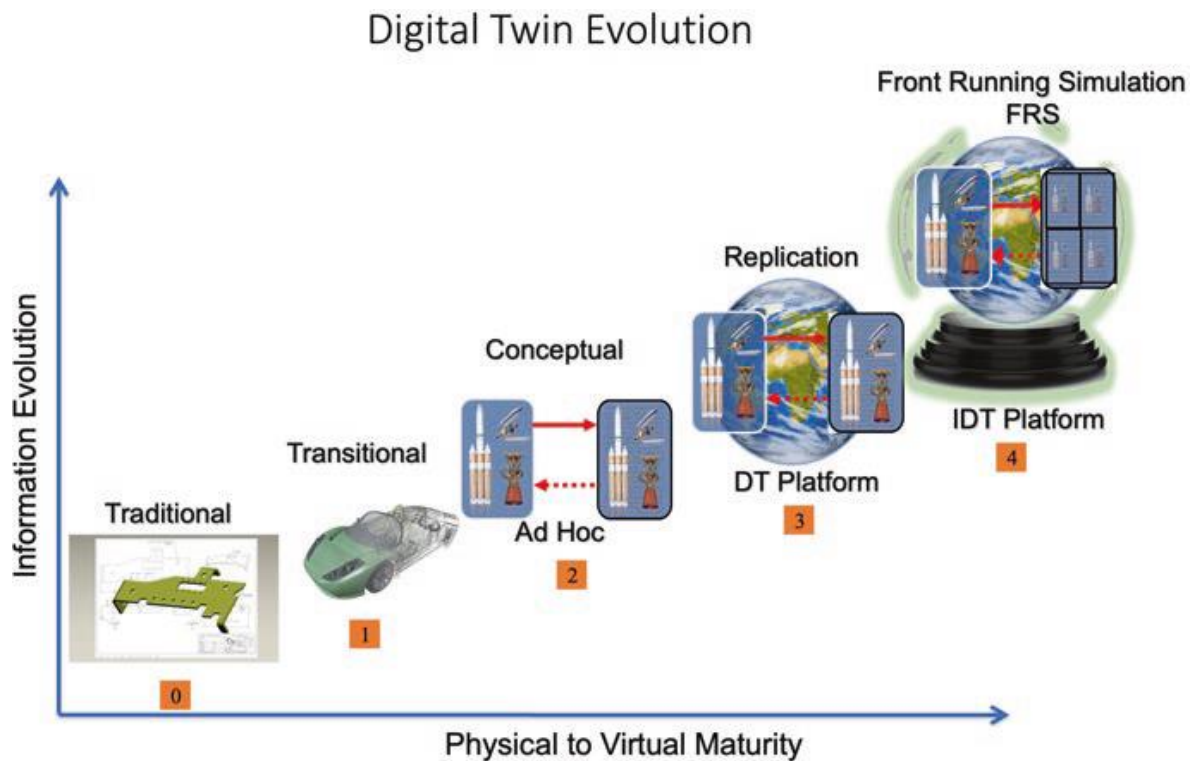 Digital Twin Evolution
Front Running Simulation
FRS
Replication
Conceptual
Transitional
Traditional
Ad Hoc
DT Platform
IDT Platform
0
1
2
3
4
Information Evolution
Physical to Virtual Maturity